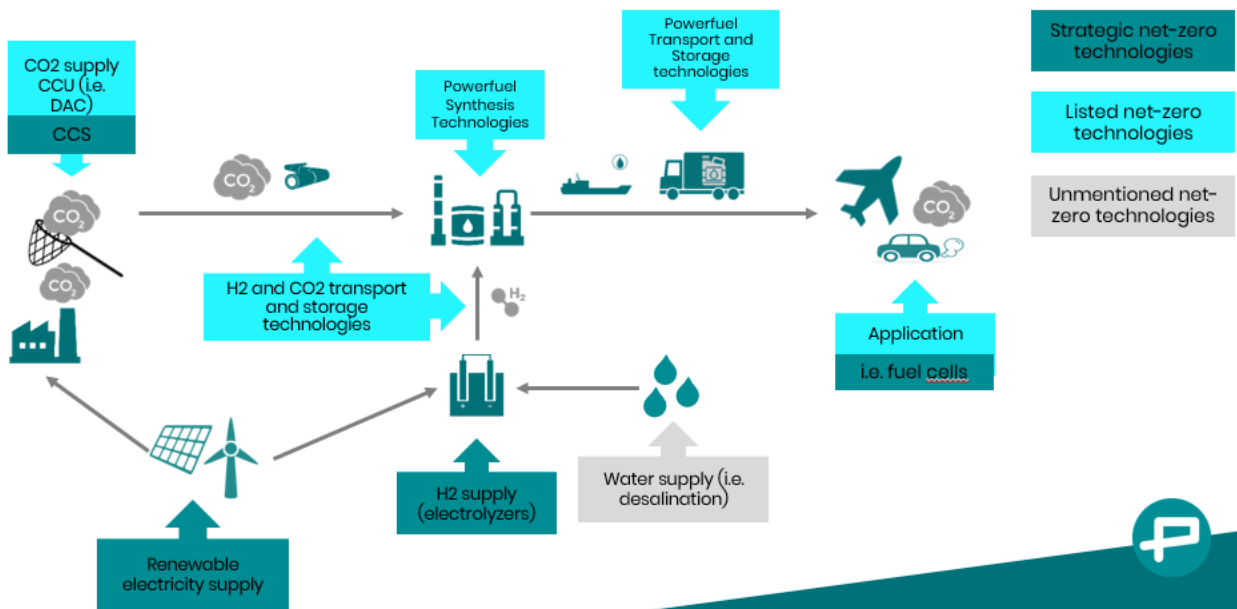 CO2 supply
CCU (i.e.
DAC)
CCS
Powerfuel
Synthesis
Technologies
Powerfuel
Transport and
Storage
technologies
Strategic net-zero
technologies
Listed net-zero
technologies
Unmentioned net-
zero technologies
CO2
CO2
CO2
CO2
H2
H2 and CO2 transport
and storage
technologies
Application
i.e. fuel cells
H2 supply
(electrolyzers)
Water supply (i.e.
desalination)
Renewable
electricity supply